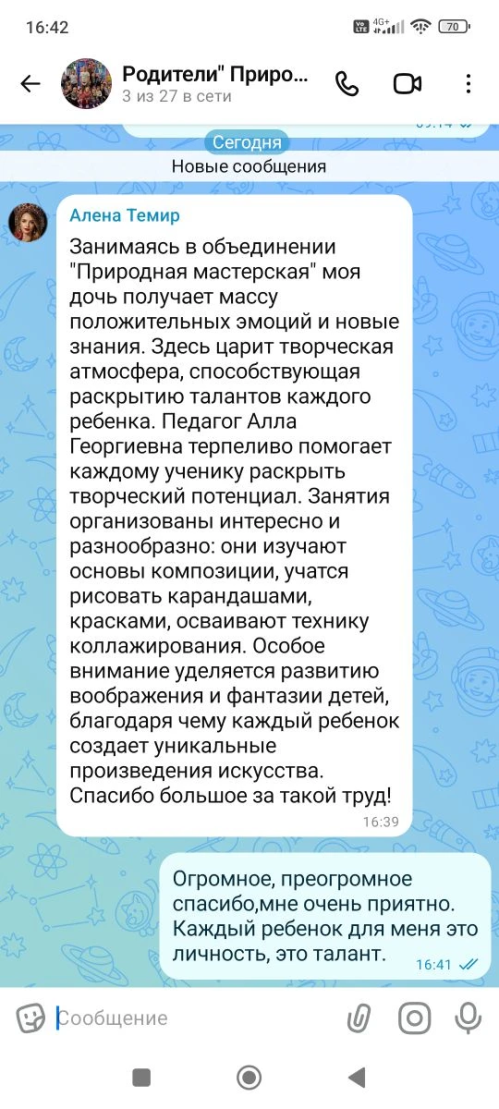 16:42
4G+
70
Родители" Приро...
3 из 27 в сети
Сегодня
Новые сообщения
Алена Темир
Занимаясь в объединении
"Природная мастерская" моя
дочь получает массу
положительных эмоций и новые
знания. Здесь царит творческая
атмосфера, способствующая
раскрытию талантов каждого
ребенка. Педагог Алла
Георгиевна терпеливо помогает
каждому ученику раскрыть
творческий потенциал. Занятия
организованы интересно и
разнообразно: они изучают
основы композиции, учатся
рисовать карандашами,
красками, осваивают технику
коллажирования. Особое
внимание уделяется развитию
воображения и фантазии детей,
благодаря чему каждый ребенок
создает уникальные
произведения искусства.
Спасибо большое за такой труд!
16:39
Огромное, преогромное
спасибо,мне очень приятно.
Каждый ребенок для меня это
личность, это талант.
16:41
Сообщение